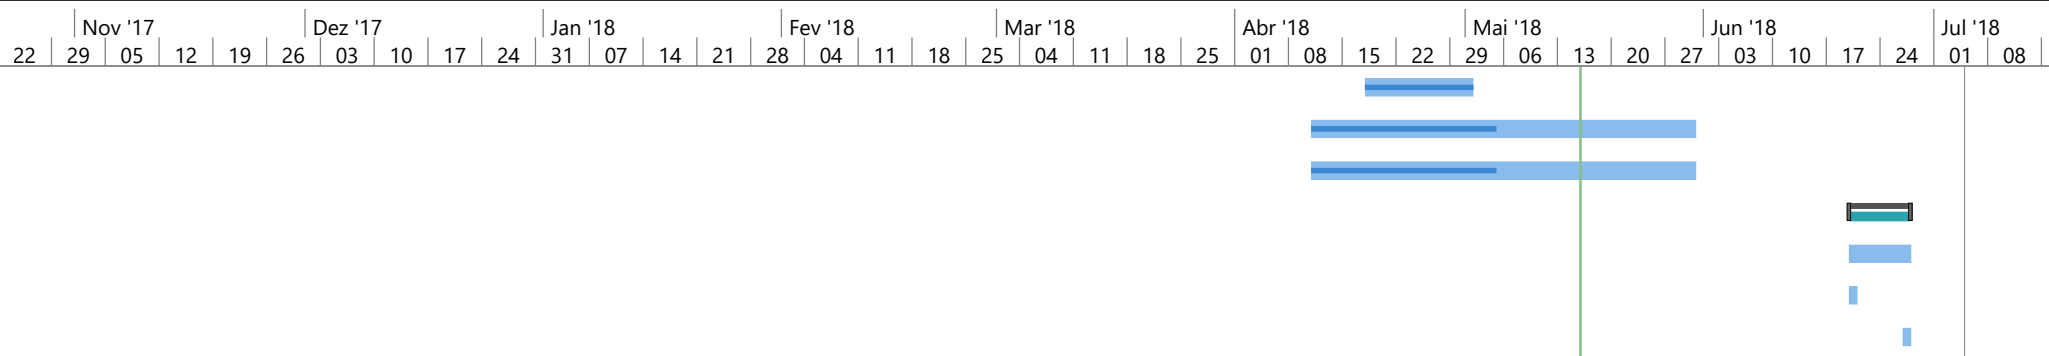 Nov '17 Dez '17 Jan '18 Fev '18 Mar '18 Abr '18 Mai '18 Jun '18 Jul '18
22 29 05 12 19 26 03 10 17 24 31 07 14 21 28 04 11 18 25 04 11 18 25 01 08 15 22 29 06 13 20 27 03 10 17 24 01 08